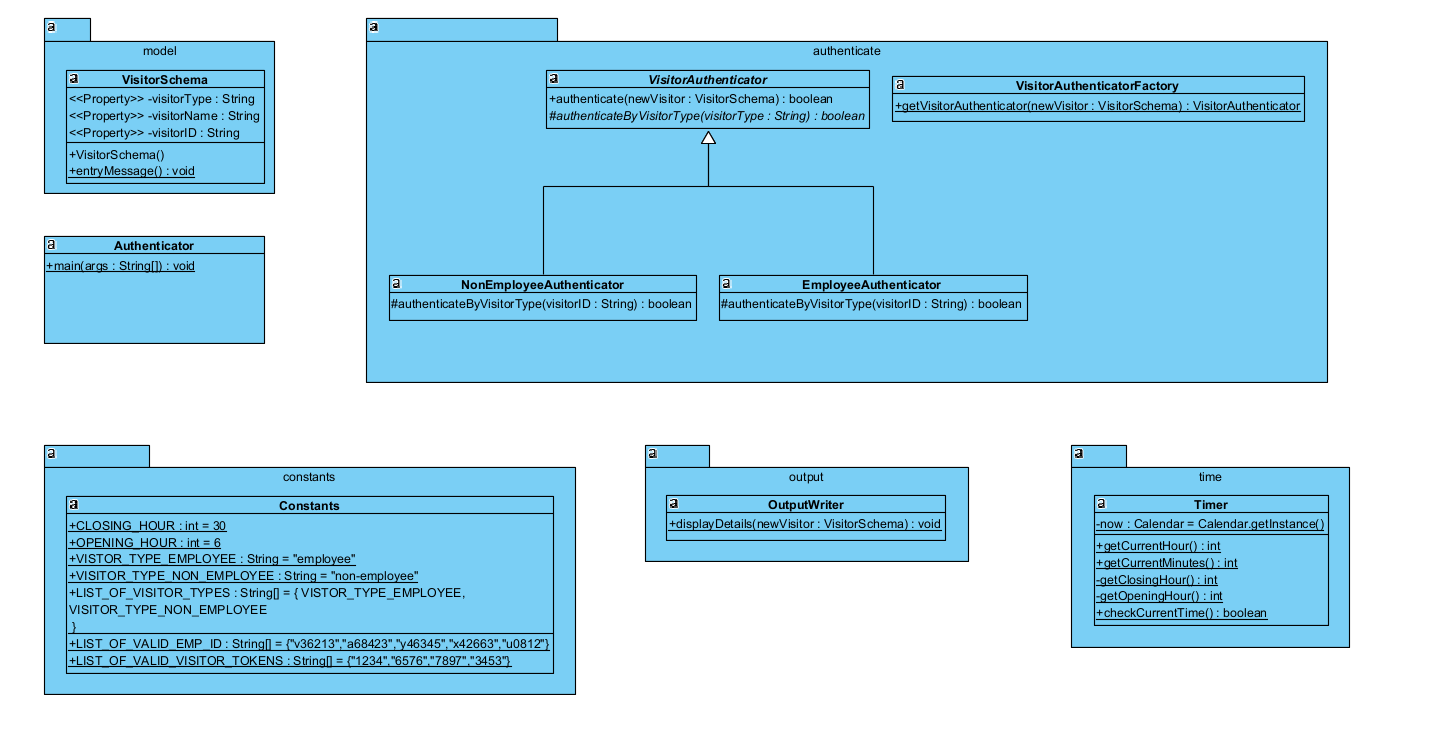 a
model
a VisitorSchema
<<Property>> -visitorType : String
<<Property>> -visitorName : String
<<Property>> -visitorID : String
+VisitorSchema()
+entryMessage() : void
a
authenticate
a VisitorAuthenticator
+authenticate(newVisitor : VisitorSchema) : boolean
#authenticateByVisitorType(visitorType : String) : boolean
a VisitorAuthenticatorFactory
+getVisitorAuthenticator(newVisitor : VisitorSchema) : VisitorAuthenticator
a Authenticator
+main(args : String[]) : void
a NonEmployeeAuthenticator
#authenticateByVisitorType(visitorID : String) : boolean
a EmployeeAuthenticator
#authenticateByVisitorType(visitorID : String) : boolean
a
constants
a Constants
+CLOSING_HOUR : int = 30
+OPENING_HOUR : int = 6
+VISTOR_TYPE_EMPLOYEE : String = "employee"
+VISITOR_TYPE_NON_EMPLOYEE : String = "non-employee"
+LIST_OF_VISITOR_TYPES : String[] = { VISTOR_TYPE_EMPLOYEE,
VISITOR_TYPE_NON_EMPLOYEE
}
+LIST_OF_VALID_EMP_ID : String[] = {"v36213","a68423","y46345","x42663","u0812"}
+LIST_OF_VALID_VISITOR_TOKENS : String[] = {"1234","6576","7897","3453"}
a
output
a OutputWriter
+displayDetails(newVisitor : VisitorSchema) : void
a
time
a Timer
-now : Calendar = Calendar.getInstance()
+getCurrentHour() : int
+getCurrentMinutes() : int
-getClosingHour() : int
-getOpeningHour() : int
+checkCurrentTime() : boolean